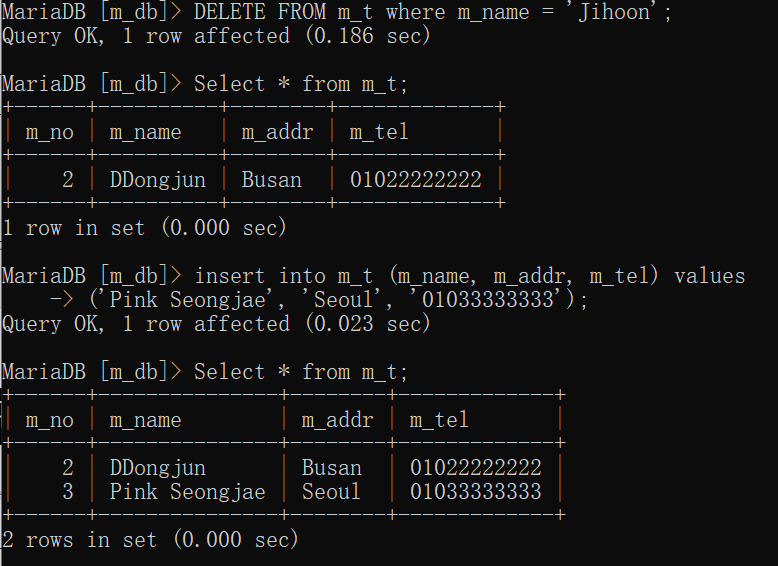 MariaDB [m_db]> DELETE FROM m_t where m_name = 'Jihoon';
Query OK, 1 row affected (0.186 sec)
MariaDB [m_db]> Select * from m_t;
+------+----------+--------+-------------+
| m_no | m_name   | m_addr | m_tel       |
+------+----------+--------+-------------+
|    2 | DDongjun | Busan  | 01022222222 |
+------+----------+--------+-------------+
1 row in set (0.000 sec)
MariaDB [m_db]> insert into m_t (m_name, m_addr, m_tel) values
    -> ('Pink Seongjae', 'Seoul', '01033333333');
Query OK, 1 row affected (0.023 sec)
MariaDB [m_db]> Select * from m_t;
+------+---------------+--------+-------------+
| m_no | m_name        | m_addr | m_tel       |
+------+---------------+--------+-------------+
|    2 | DDongjun      | Busan  | 01022222222 |
|    3 | Pink Seongjae | Seoul  | 01033333333 |
+------+---------------+--------+-------------+
2 rows in set (0.000 sec)